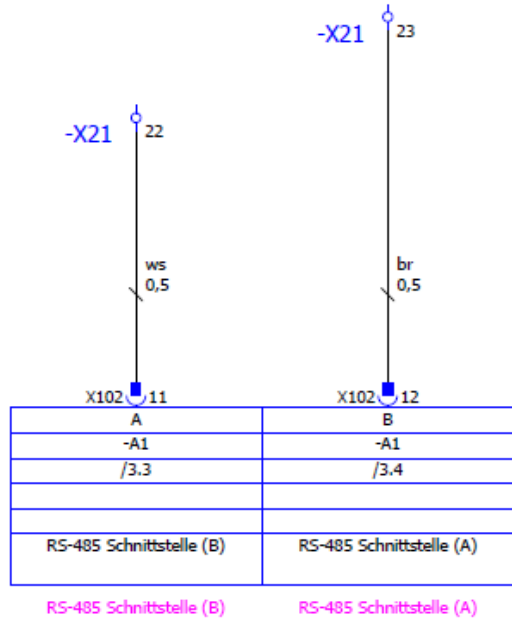 -X21 23
-X21 22
ws br
0,5 0,5
X102 11 X102 12
A B
-A1 -A1
/3.3 /3.4
RS-485 Schnittstelle (B) RS-485 Schnittstelle (A)
RS-485 Schnittstelle (B) RS-485 Schnittstelle (A)